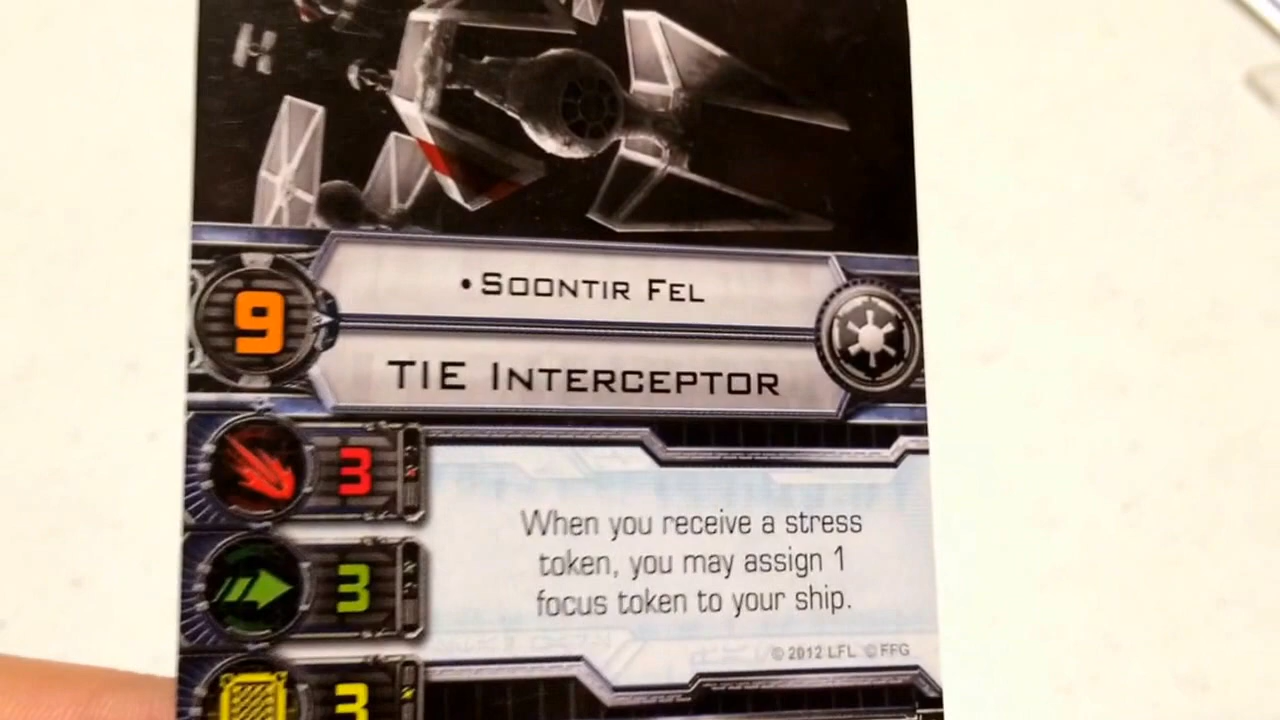 • Soontir Fel
9
TIE Interceptor
3
When you receive a stress
token, you may assign 1
3
focus token to your ship.
© 2012 LFL © FFG
3